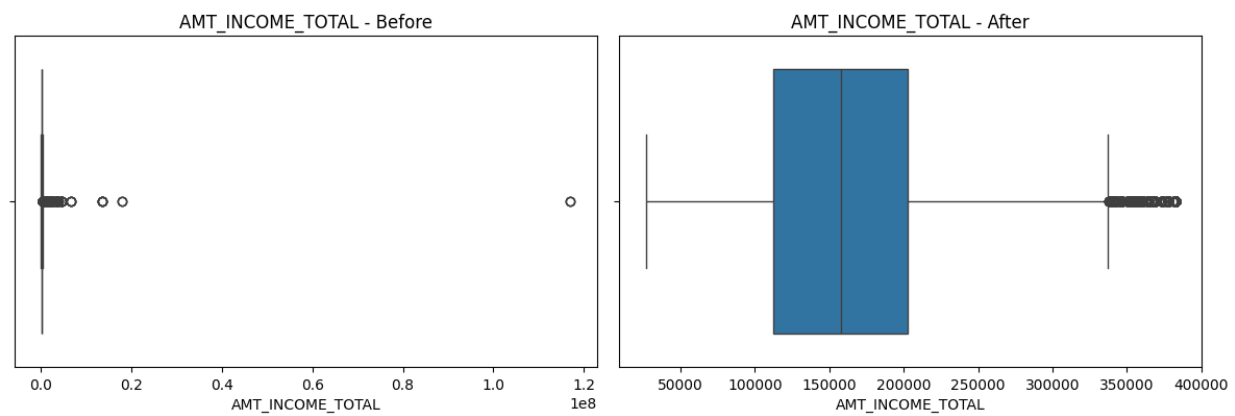 AMT_INCOME_TOTAL - Before
0.0 0.2 0.4 0.6 0.8 1.0 1.2
1e8
AMT_INCOME_TOTAL
AMT_INCOME_TOTAL - After
50000 100000 150000 200000 250000 300000 350000 400000
AMT_INCOME_TOTAL